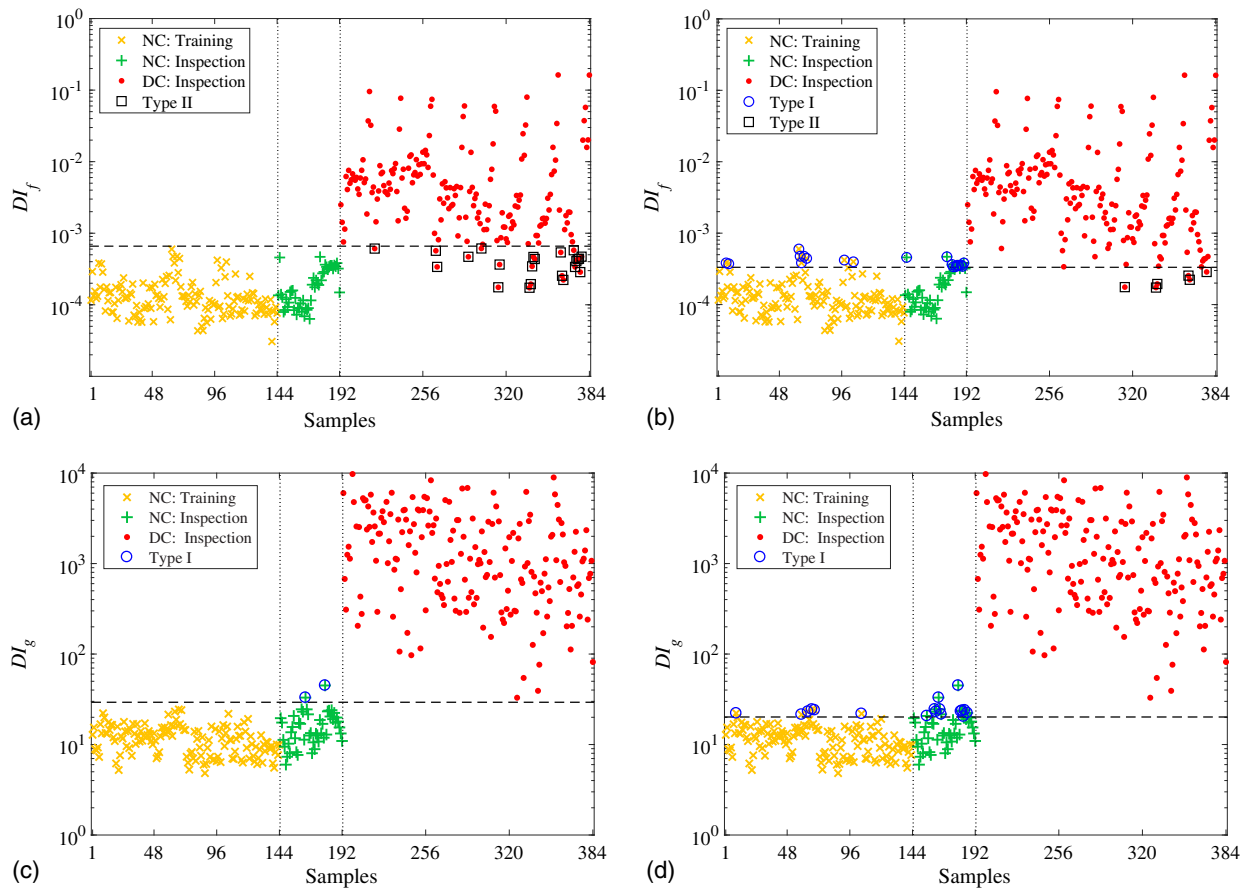 10^0
10^-1
10^-2
10^-3
10^-4
DI_f
NC: Training
NC: Inspection
DC: Inspection
Type II
1 48 96 144 192 256 320 384
Samples
(a)
10^0
10^-1
10^-2
10^-3
10^-4
DI_f
NC: Training
NC: Inspection
DC: Inspection
Type I
Type II
1 48 96 144 192 256 320 384
Samples
(b)
10^4
10^3
10^2
10^1
10^0
DI_g
NC: Training
NC: Inspection
DC: Inspection
Type I
1 48 96 144 192 256 320 384
Samples
(c)
10^4
10^3
10^2
10^1
10^0
DI_g
NC: Training
NC: Inspection
DC: Inspection
Type I
1 48 96 144 192 256 320 384
Samples
(d)